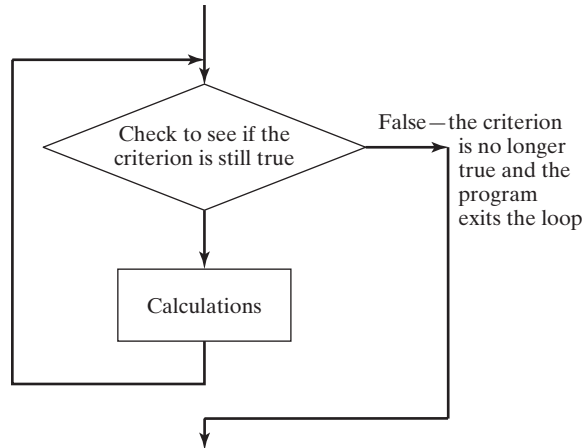 Check to see if the
criterion is still true
False—the criterion
is no longer
true and the
program
exits the loop
Calculations